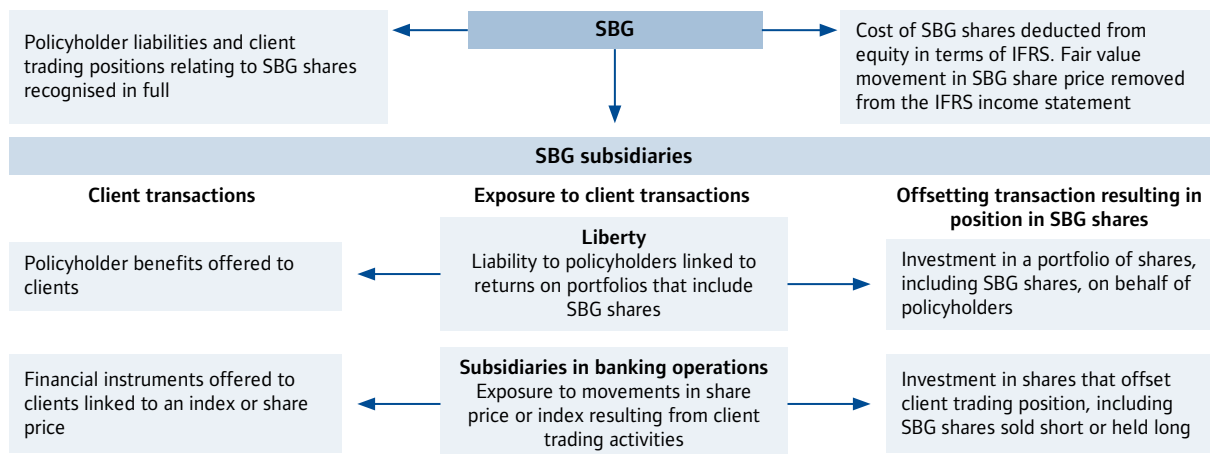 Policyholder liabilities and client
trading positions relating to SBG shares
recognised in full
SBG
Cost of SBG shares deducted from
equity in terms of IFRS. Fair value
movement in SBG share price removed
from the IFRS income statement
SBG subsidiaries
Client transactions
Exposure to client transactions
Offsetting transaction resulting in
position in SBG shares
Policyholder benefits offered to
clients
Liberty
Liability to policyholders linked to
returns on portfolios that include
SBG shares
Investment in a portfolio of shares,
including SBG shares, on behalf of
policyholders
Financial instruments offered to
clients linked to an index or share
price
Subsidiaries in banking operations
Exposure to movements in share
price or index resulting from client
trading activities
Investment in shares that offset
client trading position, including
SBG shares sold short or held long